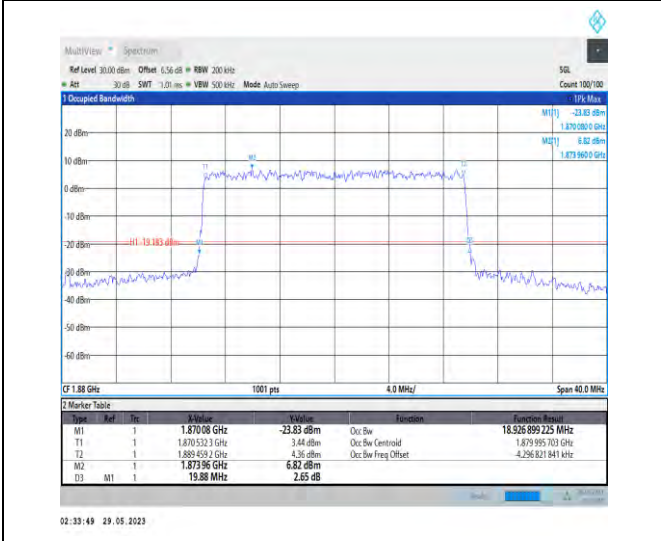 MultiView Spectrum
Ref Level 30.00 dBm Offset 6.56 dB RBW 200 kHz SGL
Att 30 dB SWT 1.01 ms VBW 500 kHz Mode Auto Sweep Count 100/100
1 Occupied Bandwidth 1Pk Max
M1[1] -23.83 dBm
1.870 080 0 GHz
M2[1] 6.82 dBm
1.873 960 0 GHz
20 dBm
10 dBm
M2
T1
T2
0 dBm
-10 dBm
-20 dBm
H1 -19.183 dBm
M1
D3
-30 dBm
-40 dBm
-50 dBm
-60 dBm
CF 1.88 GHz 1001 pts 4.0 MHz/ Span 40.0 MHz
2 Marker Table
Type Ref Trc X-Value Y-Value Function Function Result
M1 1 1.87008 GHz -23.83 dBm Occ Bw 18.926 899 225 MHz
T1 1 1.870 532 3 GHz 3.44 dBm Occ Bw Centroid 1.879 995 703 GHz
T2 1 1.889 459 2 GHz 4.36 dBm Occ Bw Freq Offset -4.296 821 841 kHz
M2 1 1.873 96 GHz 6.82 dBm
D3 M1 1 19.88 MHz 2.65 dB
02:33:49 29.05.2023